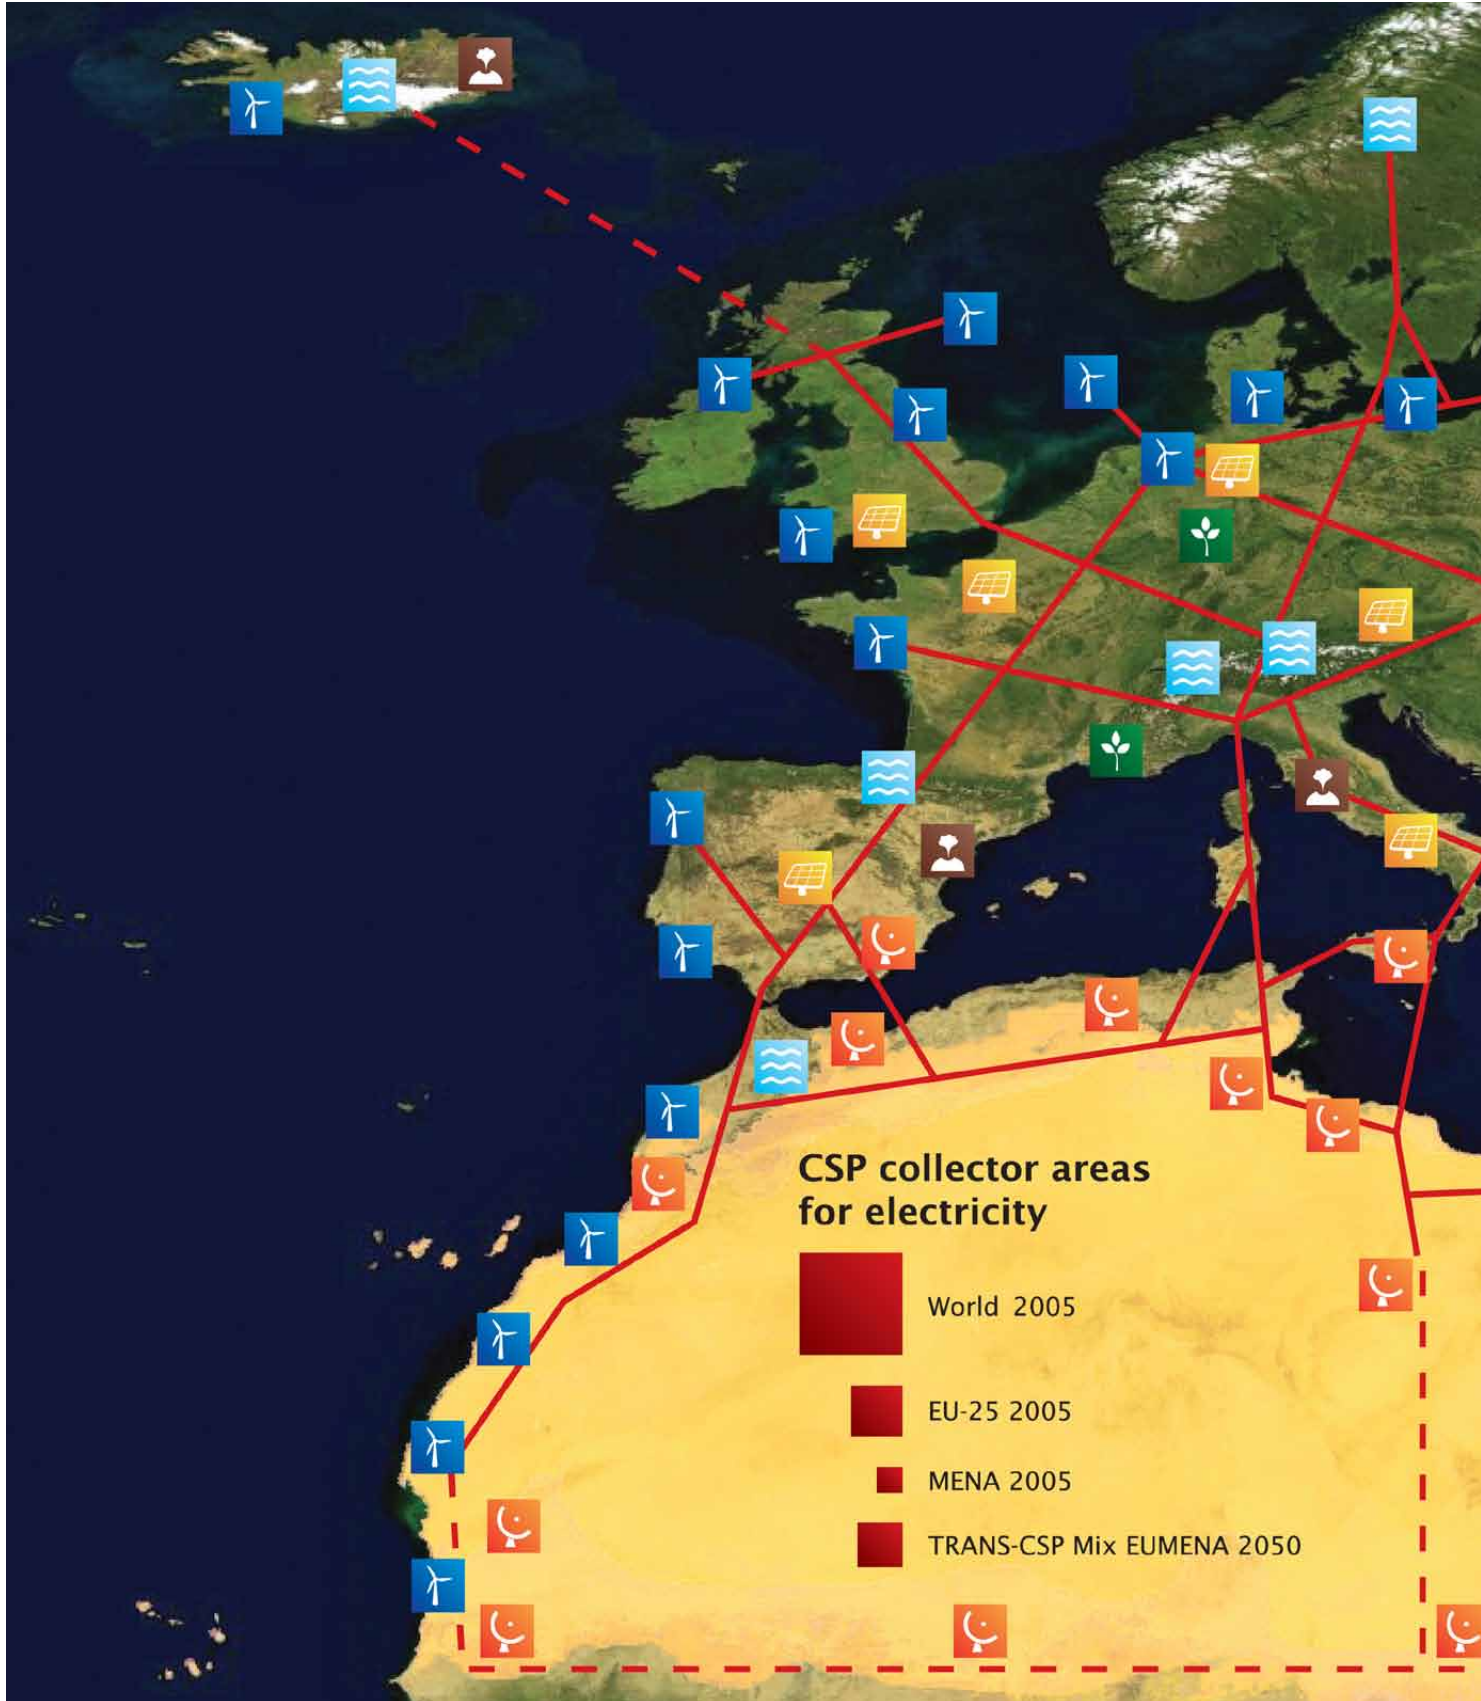 CSP collector areas
for electricity
World 2005
EU-25 2005
MENA 2005
TRANS-CSP Mix EUMENA 2050